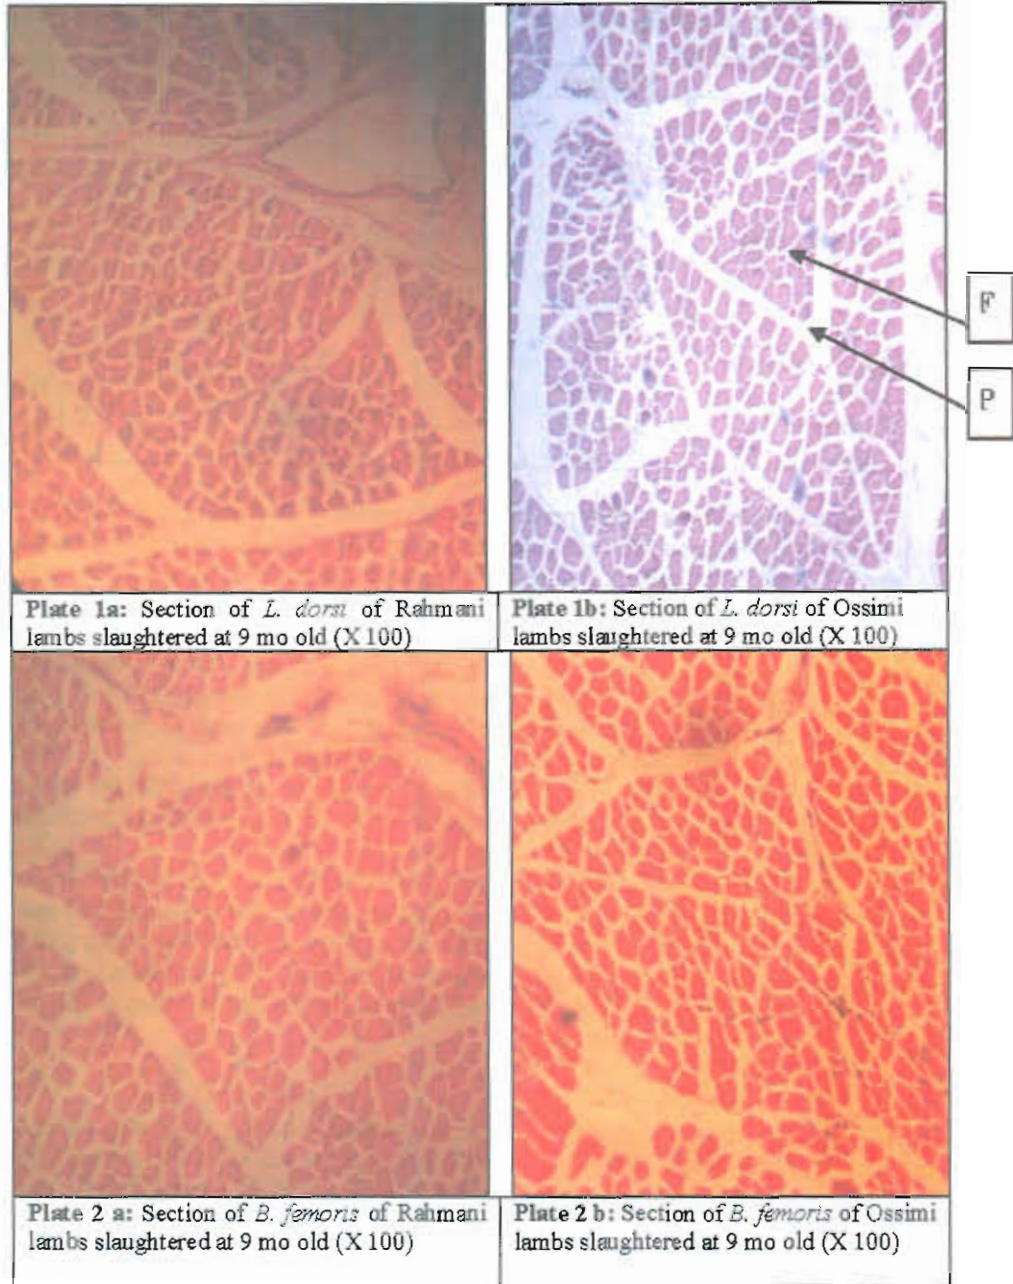 F
P
Plate 1a: Section of L. dorsi of Rahmani
lambs slaughtered at 9 mo old (X 100)
Plate 1b: Section of L. dorsi of Ossimi
lambs slaughtered at 9 mo old (X 100)
Plate 2 a: Section of B. femoris of Rahmani
lambs slaughtered at 9 mo old (X 100)
Plate 2 b: Section of B. femoris of Ossimi
lambs slaughtered at 9 mo old (X 100)